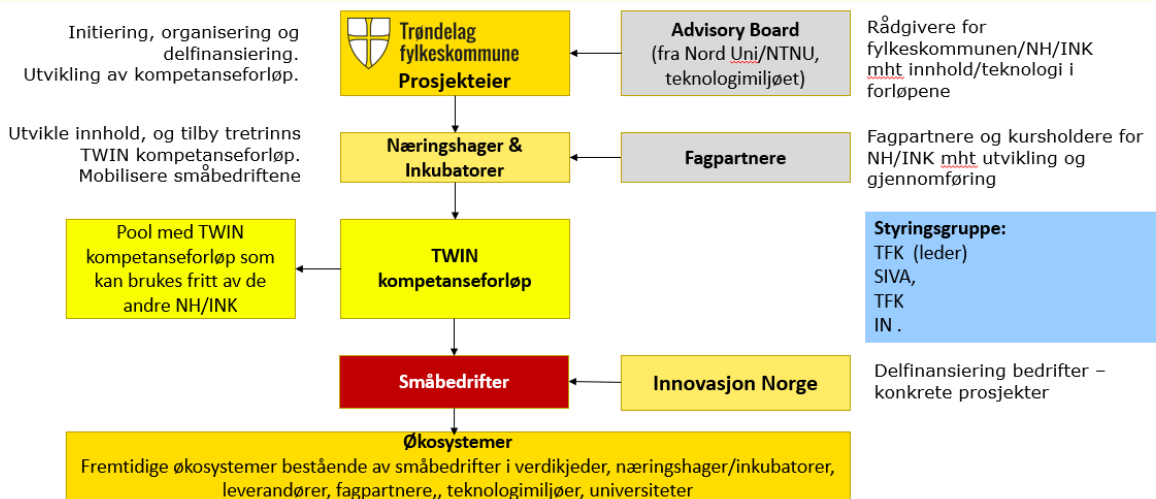 Initiering, organisering og
delfinansiering.
Utvikling av kompetanseforløp.
Trøndelag
fylkeskommune
Prosjekteier
Advisory Board
(fra Nord Uni/NTNU,
teknologimiljøet)
Rådgivere for
fylkeskommunen/NH/INK
mht innhold/teknologi i
forløpene
Utvikle innhold, og tilby tretrinns
TWIN kompetanseforløp.
Mobilisere småbedriftene
Næringshager &
Inkubatorer
Fagpartnere
Fagpartnere og kursholdere for
NH/INK mht utvikling og
gjennomføring
Pool med TWIN
kompetanseforløp som
kan brukes fritt av de
andre NH/INK
TWIN
kompetanseforløp
Styringsgruppe:
TFK (leder)
SIVA,
TFK
IN .
Småbedrifter
Innovasjon Norge
Delfinansiering bedrifter –
konkrete prosjekter
Økosystemer
Fremtidige økosystemer bestående av småbedrifter i verdikjeder, næringshager/inkubatorer,
leverandører, fagpartnere,, teknologimiljøer, universiteter